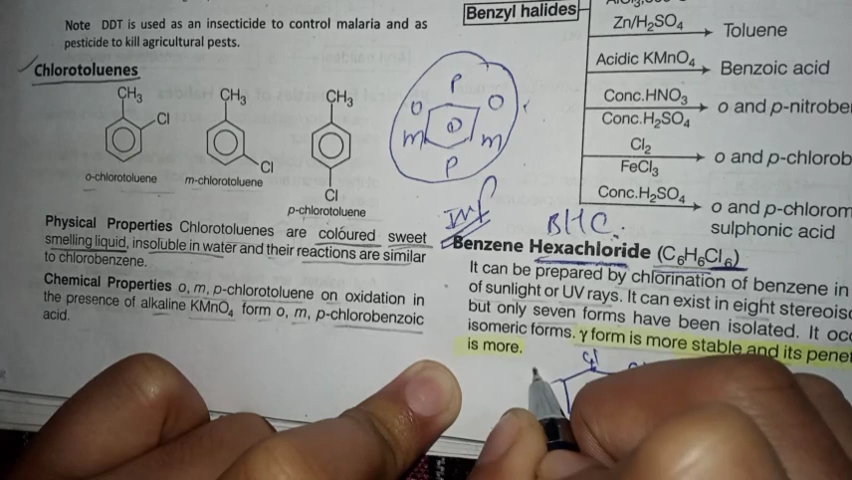 Note DDT is used as an insecticide to control malaria and as
pesticide to kill agricultural pests.
Chlorotoluenes
CH3
Cl
o-chlorotoluene
CH3
Cl
m-chlorotoluene
CH3
Cl
p-chlorotoluene
P
O
O
m
m
P
Physical Properties Chlorotoluenes are coloured sweet
smelling liquid, insoluble in water and their reactions are similar
to chlorobenzene.
Chemical Properties o, m, p-chlorotoluene on oxidation in
the presence of alkaline KMnO4 form o, m, p-chlorobenzoic
acid.
Benzyl halides
Zn/H2SO4
Toluene
Acidic KMnO4
Benzoic acid
Conc.HNO3
Conc.H2SO4
o and p-nitrobe
Cl2
FeCl3
o and p-chlorob
Conc.H2SO4
o and p-chlorom
sulphonic acid
Imp
BHC
Benzene Hexachloride (C6H6Cl6)
It can be prepared by chlorination of benzene in
of sunlight or UV rays. It can exist in eight stereoiso
but only seven forms have been isolated. It occ
isomeric forms. γ form is more stable and its penet
is more.
Cl